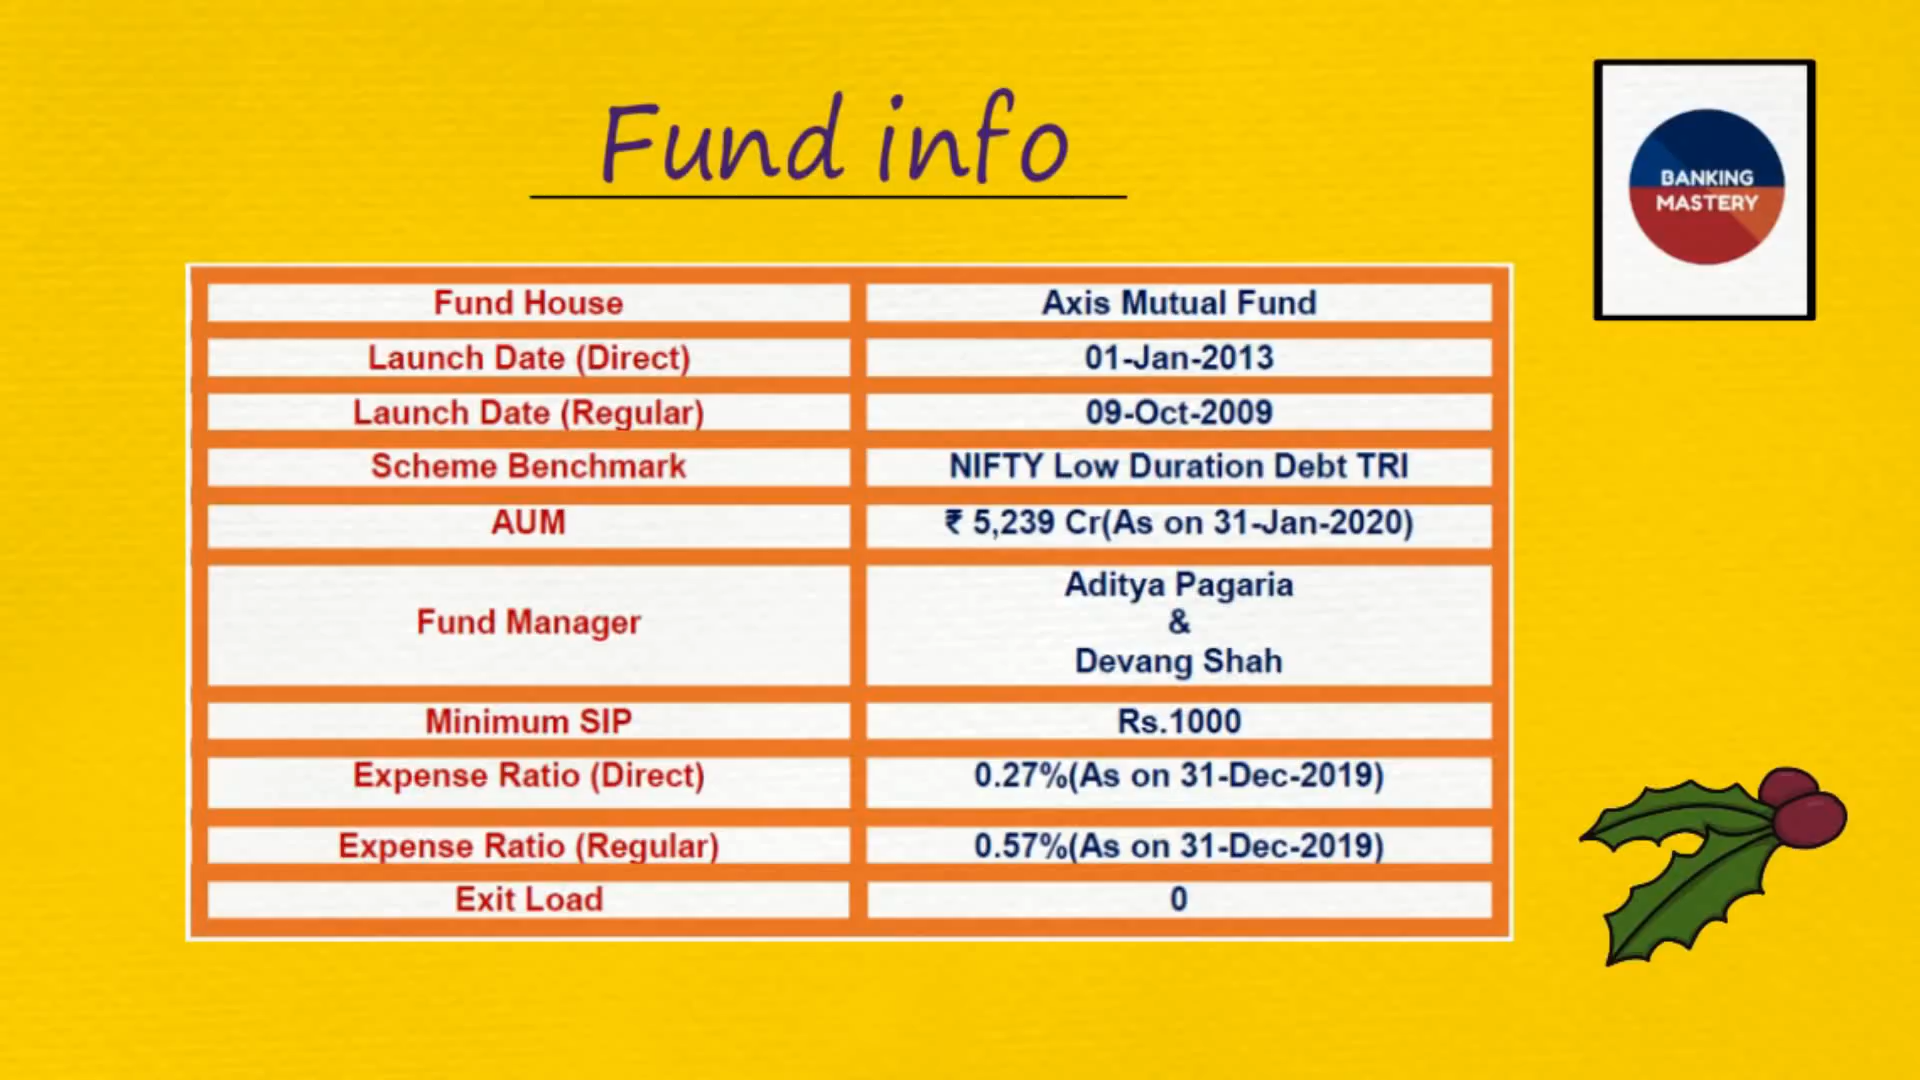 Fund info
BANKING
MASTERY
Fund House Axis Mutual Fund
Launch Date (Direct) 01-Jan-2013
Launch Date (Regular) 09-Oct-2009
Scheme Benchmark NIFTY Low Duration Debt TRI
AUM ₹ 5,239 Cr(As on 31-Jan-2020)
Fund Manager Aditya Pagaria
&
Devang Shah
Minimum SIP Rs.1000
Expense Ratio (Direct) 0.27%(As on 31-Dec-2019)
Expense Ratio (Regular) 0.57%(As on 31-Dec-2019)
Exit Load 0